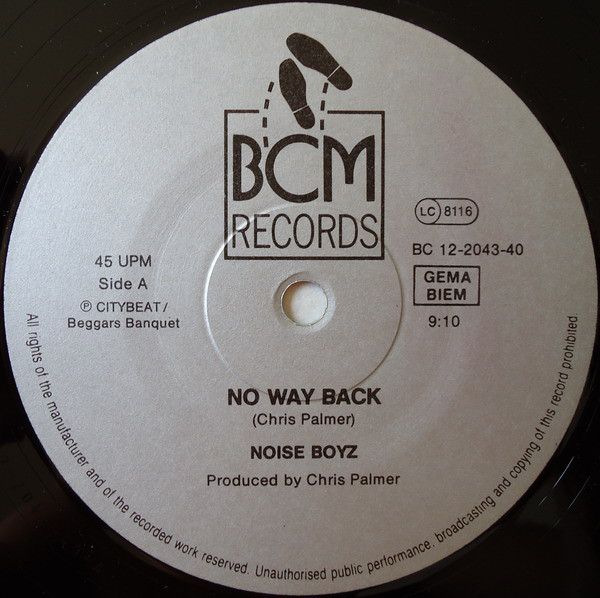 BCM
RECORDS
LC 8116
BC 12-2043-40
GEMA
BIEM
9:10
45 UPM
Side A
℗ CITYBEAT/
Beggars Banquet
NO WAY BACK
(Chris Palmer)
NOISE BOYZ
Produced by Chris Palmer
All rights of the manufacturer and of the recorded work reserved. Unauthorised public performance, broadcasting and copying of this record prohibited